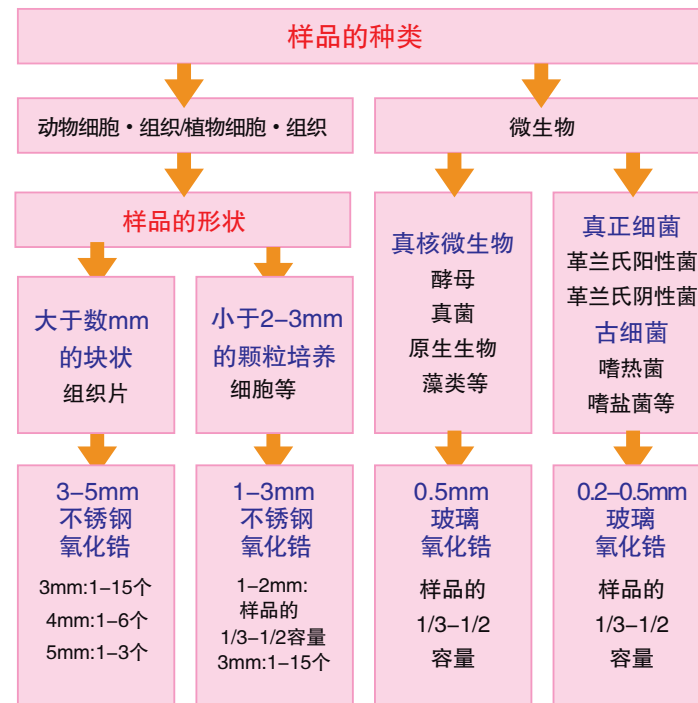 样品的种类
动物细胞・组织/植物细胞・组织
微生物
样品的形状
大于数mm
的块状
组织片
小于2–3mm
的颗粒培养
细胞等
真核微生物
酵母
真菌
原生生物
藻类等
真正细菌
革兰氏阳性菌
革兰氏阴性菌
古细菌
嗜热菌
嗜盐菌等
3–5mm
不锈钢
氧化锆
3mm:1–15个
4mm:1–6个
5mm:1–3个
1–3mm
不锈钢
氧化锆
1–2mm:
样品的
1/3–1/2容量
3mm:1–15个
0.5mm
玻璃
氧化锆
样品的
1/3–1/2
容量
0.2–0.5mm
玻璃
氧化锆
样品的
1/3–1/2
容量